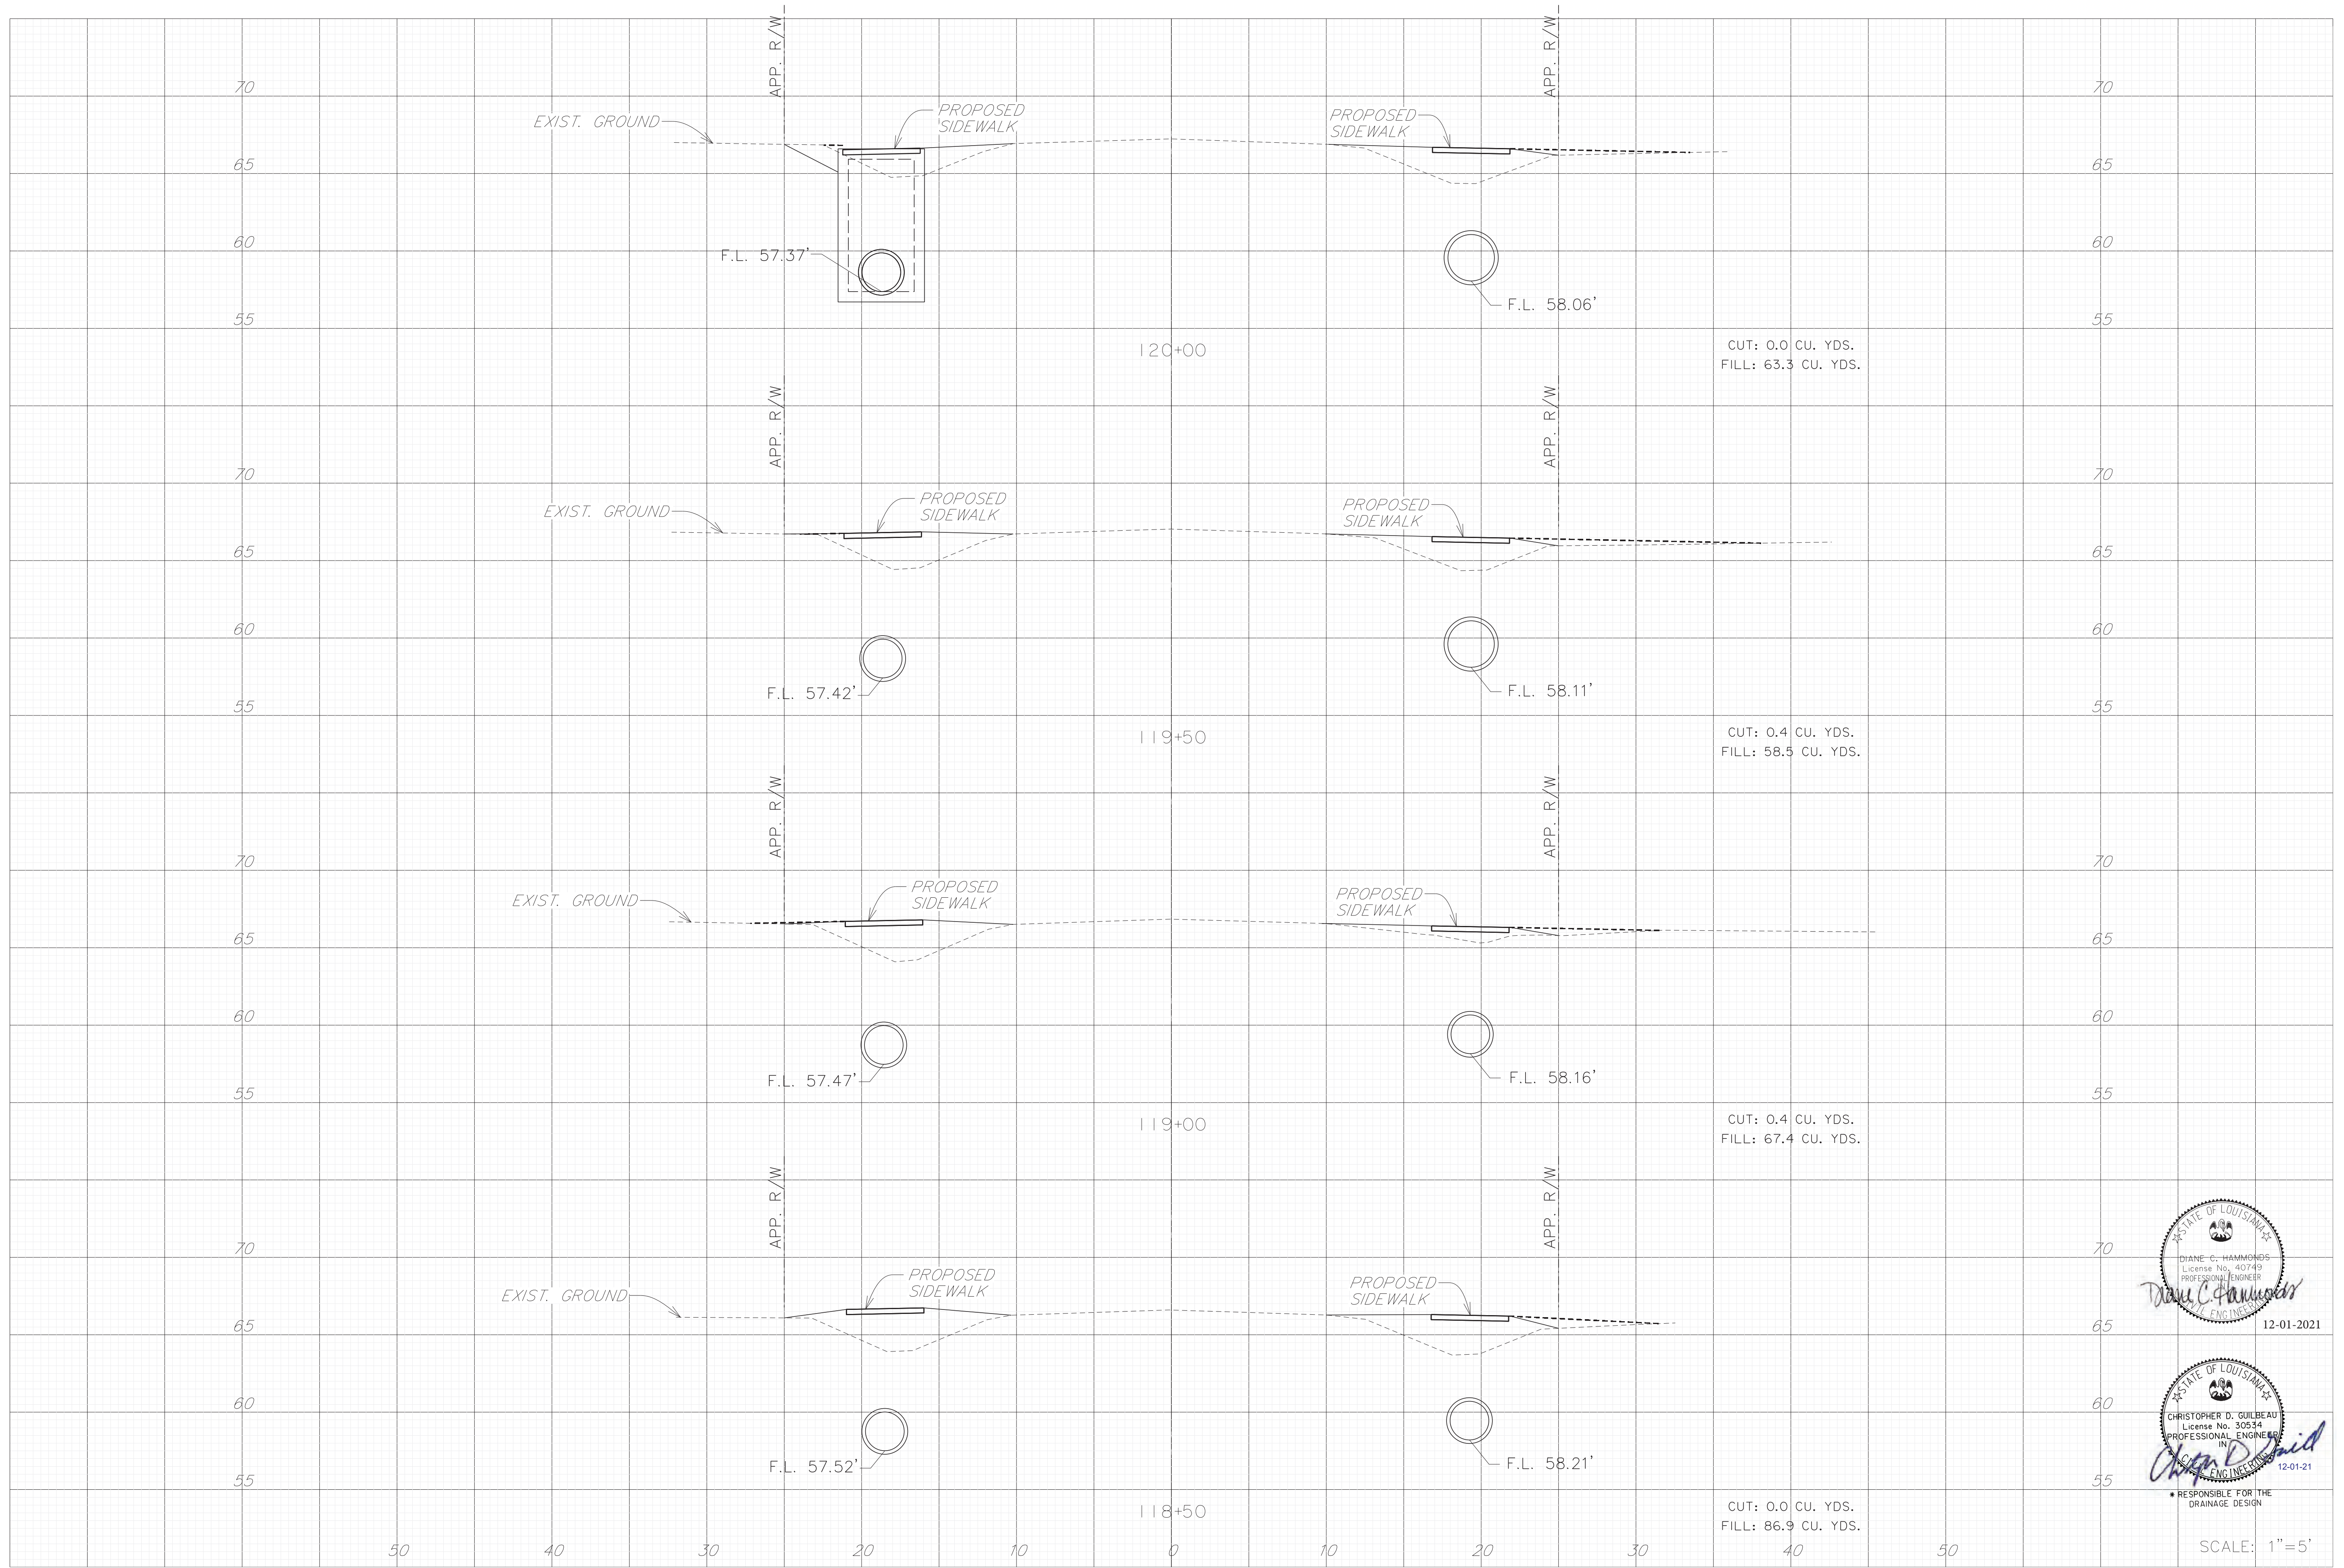 APP. R/W
APP. R/W
70
70
EXIST. GROUND
PROPOSED
SIDEWALK
PROPOSED
SIDEWALK
65
65
60
60
F.L. 57.37'
F.L. 58.06'
55
55
120+00
CUT: 0.0 CU. YDS.
FILL: 63.3 CU. YDS.
APP. R/W
APP. R/W
70
70
EXIST. GROUND
PROPOSED
SIDEWALK
PROPOSED
SIDEWALK
65
65
60
60
F.L. 57.42'
F.L. 58.11'
55
55
119+50
CUT: 0.4 CU. YDS.
FILL: 58.5 CU. YDS.
APP. R/W
APP. R/W
70
70
EXIST. GROUND
PROPOSED
SIDEWALK
PROPOSED
SIDEWALK
65
65
60
60
F.L. 57.47'
F.L. 58.16'
55
55
119+00
CUT: 0.4 CU. YDS.
FILL: 67.4 CU. YDS.
APP. R/W
APP. R/W
70
70
EXIST. GROUND
PROPOSED
SIDEWALK
PROPOSED
SIDEWALK
65
65
60
60
F.L. 57.52'
F.L. 58.21'
55
55
118+50
CUT: 0.0 CU. YDS.
FILL: 86.9 CU. YDS.
50 40 30 20 10 0 10 20 30 40 50
STATE OF LOUISIANA
DIANE C. HAMMONDS
License No. 40749
PROFESSIONAL ENGINEER
IN
CIVIL ENGINEERING
Diane C. Hammonds
12-01-2021
STATE OF LOUISIANA
CHRISTOPHER D. GUILBEAU
License No. 30534
PROFESSIONAL ENGINEER
IN
CIVIL ENGINEERING
12-01-21
* RESPONSIBLE FOR THE
DRAINAGE DESIGN
SCALE: 1"=5'